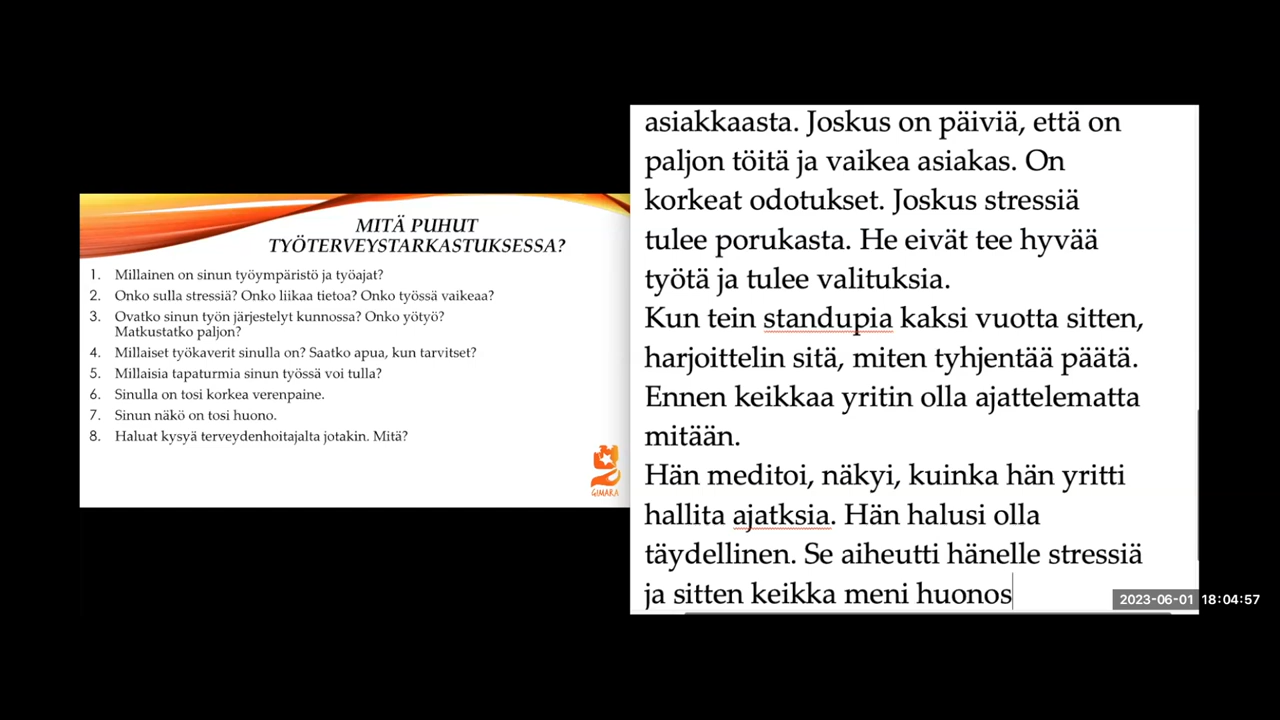 MITÄ PUHUT
TYÖTERVEYSTARKASTUKSESSA?
1. Millainen on sinun työympäristö ja työajat?
2. Onko sulla stressiä? Onko liikaa tietoa? Onko työssä vaikeaa?
3. Ovatko sinun työn järjestelyt kunnossa? Onko yötyö?
Matkustatko paljon?
4. Millaiset työkaverit sinulla on? Saatko apua, kun tarvitset?
5. Millaisia tapaturmia sinun työssä voi tulla?
6. Sinulla on tosi korkea verenpaine.
7. Sinun näkö on tosi huono.
8. Haluat kysyä terveydenhoitajalta jotakin. Mitä?
GIMARA
asiakkaasta. Joskus on päiviä, että on
paljon töitä ja vaikea asiakas. On
korkeat odotukset. Joskus stressiä
tulee porukasta. He eivät tee hyvää
työtä ja tulee valituksia.
Kun tein standupia kaksi vuotta sitten,
harjoittelin sitä, miten tyhjentää päätä.
Ennen keikkaa yritin olla ajattelematta
mitään.
Hän meditoi, näkyi, kuinka hän yritti
hallita ajatksia. Hän halusi olla
täydellinen. Se aiheutti hänelle stressiä
ja sitten keikka meni huonos
2023-06-01 18:04:57